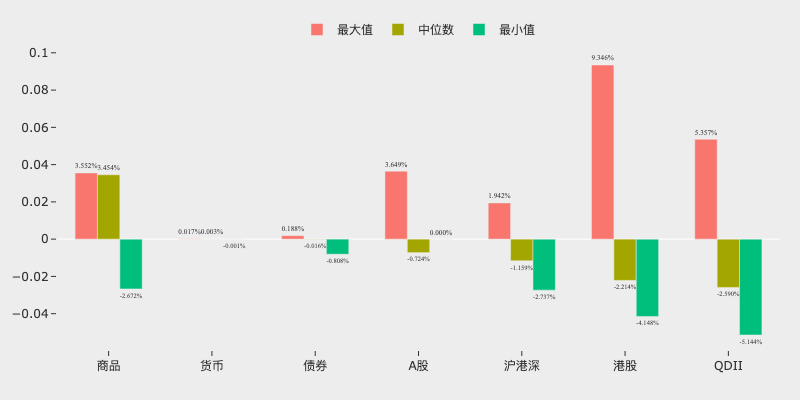 最大值 中位数 最小值
0.1
0.08
0.06
0.04
0.02
0
−0.02
−0.04
3.552% 3.454% -2.672%
0.017% 0.003% -0.001%
0.188% -0.016% -0.808%
3.649% -0.724% 0.000%
1.942% -1.159% -2.737%
9.346% -2.214% -4.148%
5.357% -2.590% -5.144%
商品 货币 债券 A股 沪港深 港股 QDII